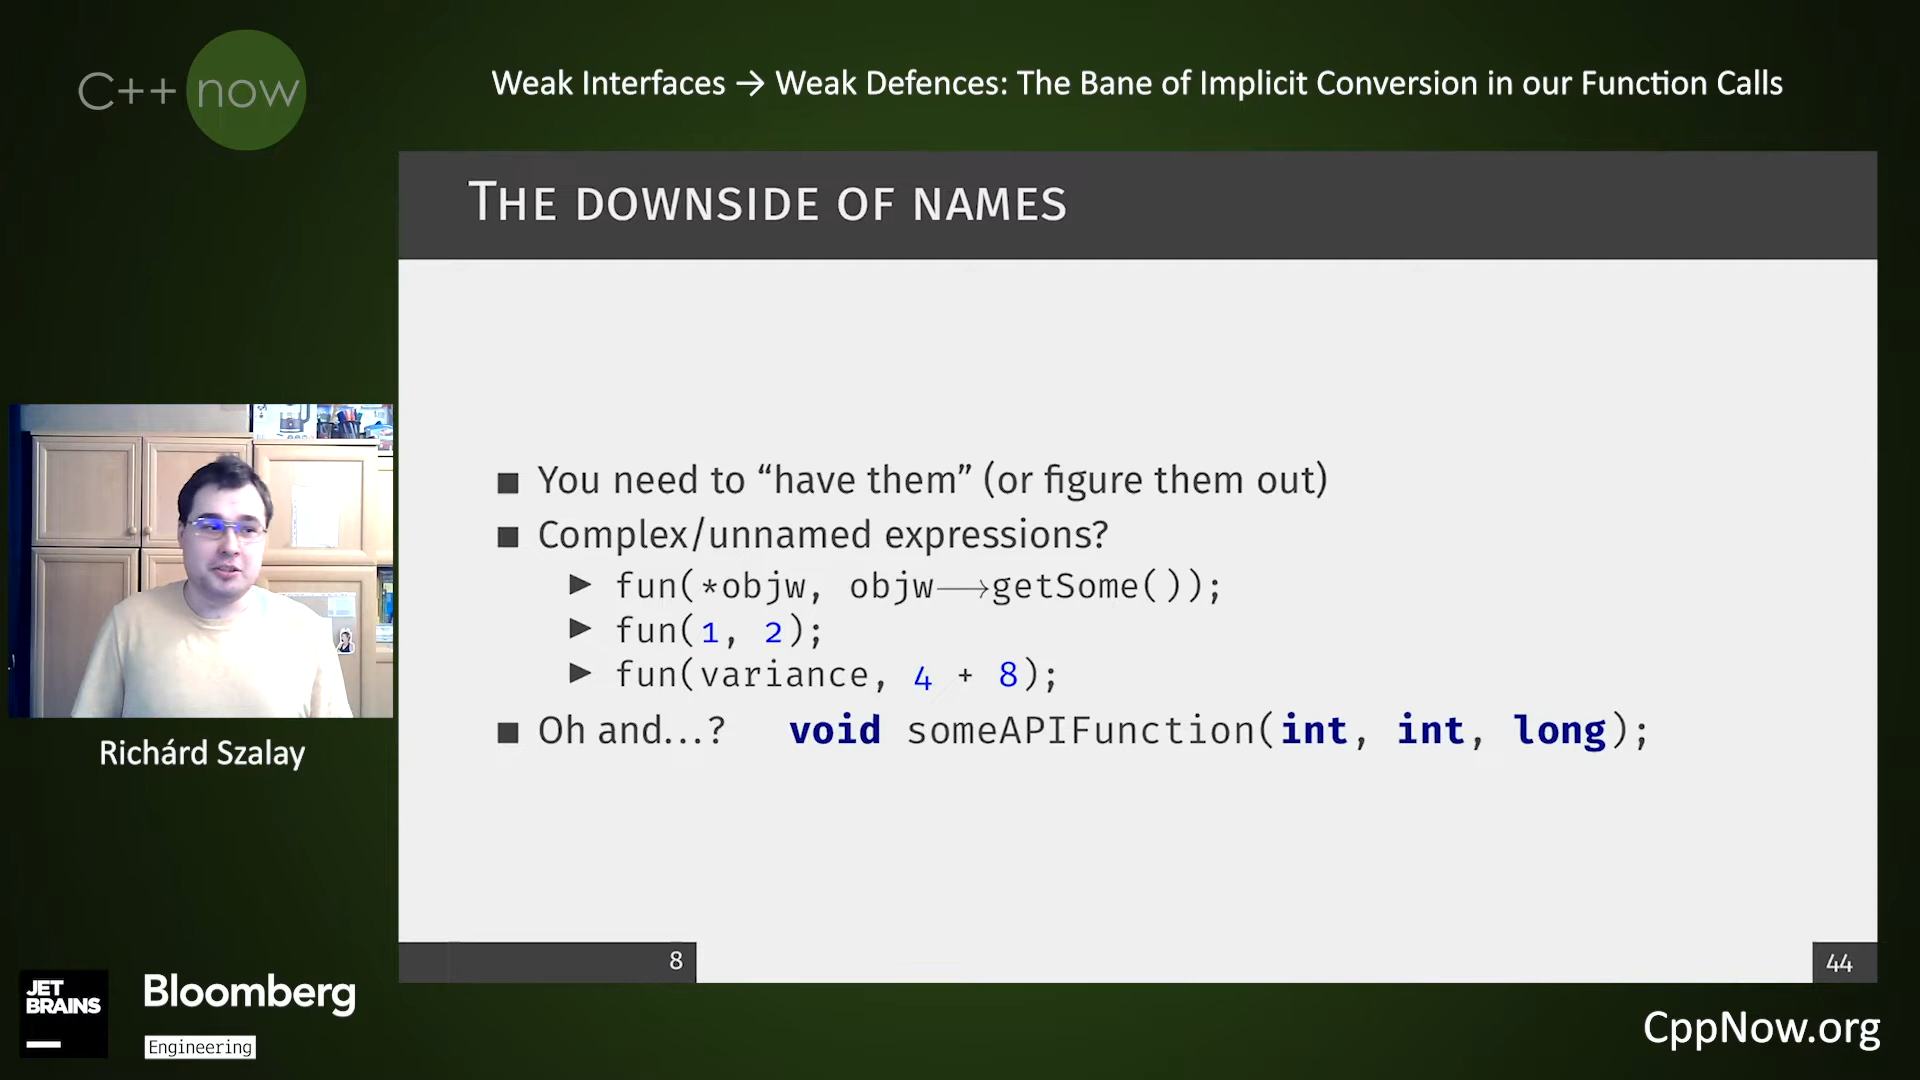 C++ now
Weak Interfaces → Weak Defences: The Bane of Implicit Conversion in our Function Calls
THE DOWNSIDE OF NAMES
■ You need to “have them” (or figure them out)
■ Complex/unnamed expressions?
▶ fun(*objw, objw⟶getSome());
▶ fun(1, 2);
▶ fun(variance, 4 + 8);
■ Oh and...? void someAPIFunction(int, int, long);
Richárd Szalay
8
44
JET
BRAINS
Bloomberg
Engineering
CppNow.org